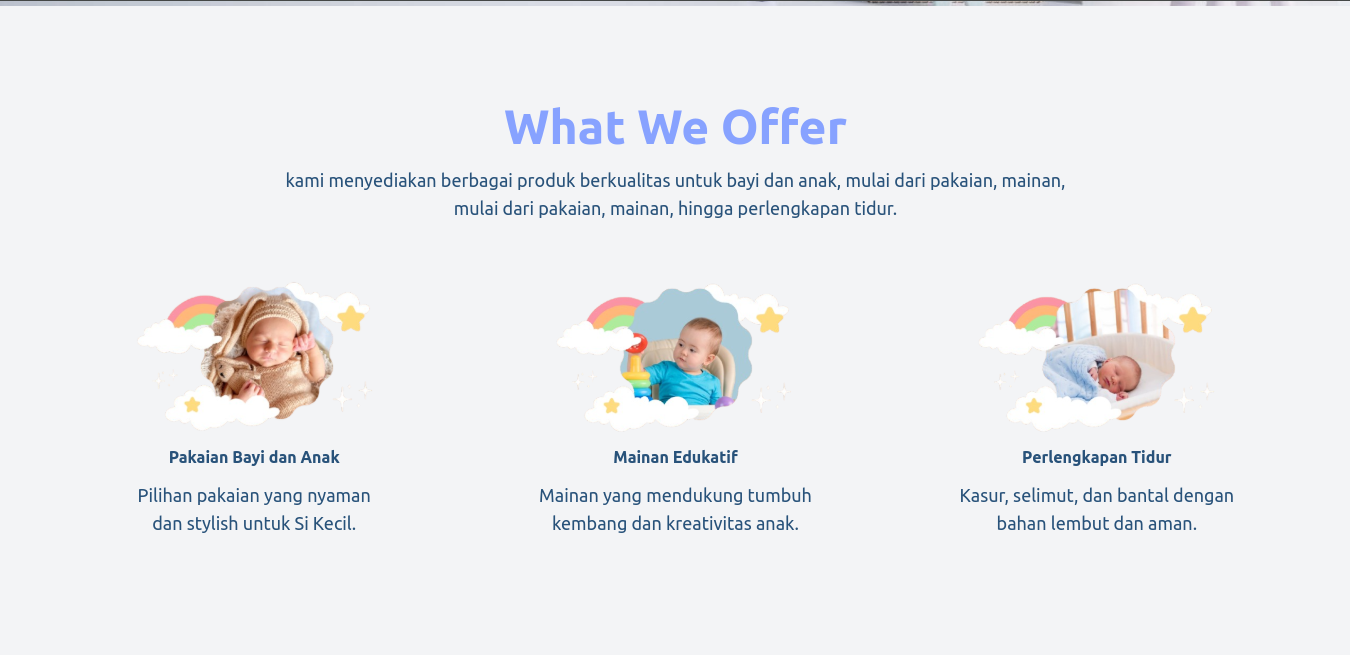 What We Offer
kami menyediakan berbagai produk berkualitas untuk bayi dan anak, mulai dari pakaian, mainan,
mulai dari pakaian, mainan, hingga perlengkapan tidur.
Pakaian Bayi dan Anak
Pilihan pakaian yang nyaman
dan stylish untuk Si Kecil.
Mainan Edukatif
Mainan yang mendukung tumbuh
kembang dan kreativitas anak.
Perlengkapan Tidur
Kasur, selimut, dan bantal dengan
bahan lembut dan aman.